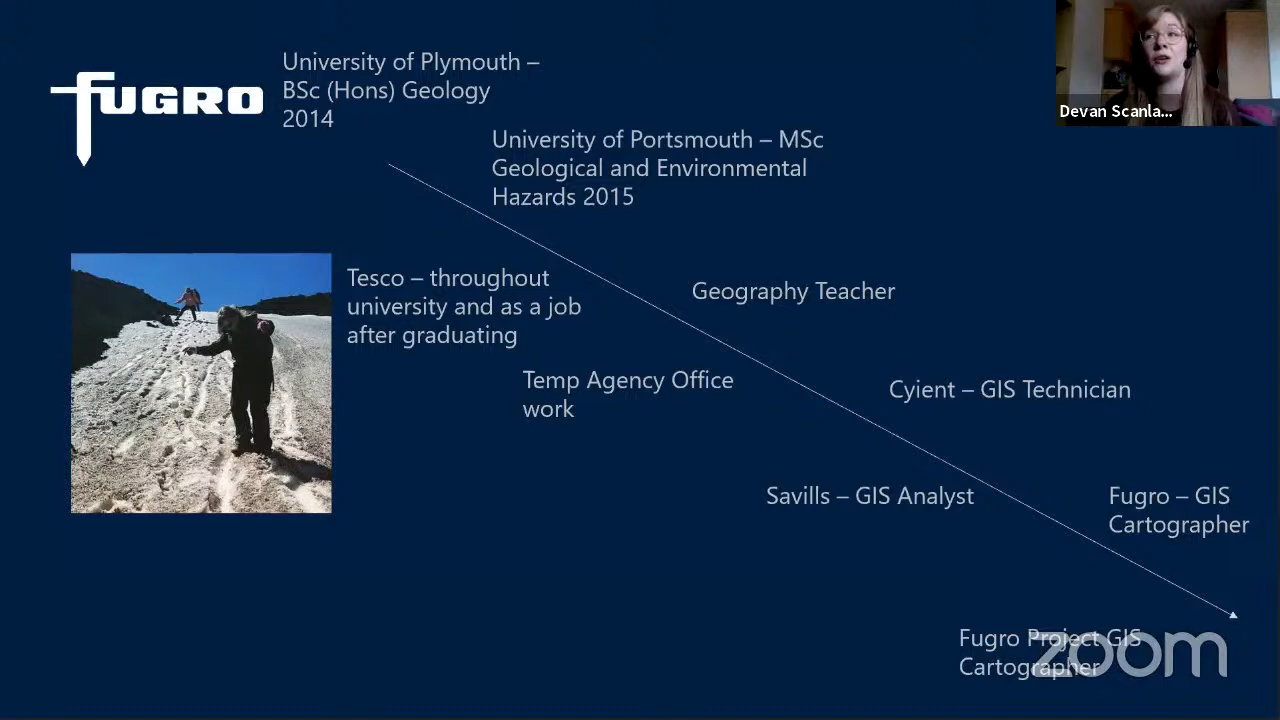 University of Plymouth –
BSc (Hons) Geology
2014
FUGRO
Devan Scanla...
University of Portsmouth – MSc
Geological and Environmental
Hazards 2015
Tesco – throughout
university and as a job
after graduating
Geography Teacher
Temp Agency Office
work
Cyient – GIS Technician
Savills – GIS Analyst
Fugro – GIS
Cartographer
Fugro Project GIS
Cartographer
zoom